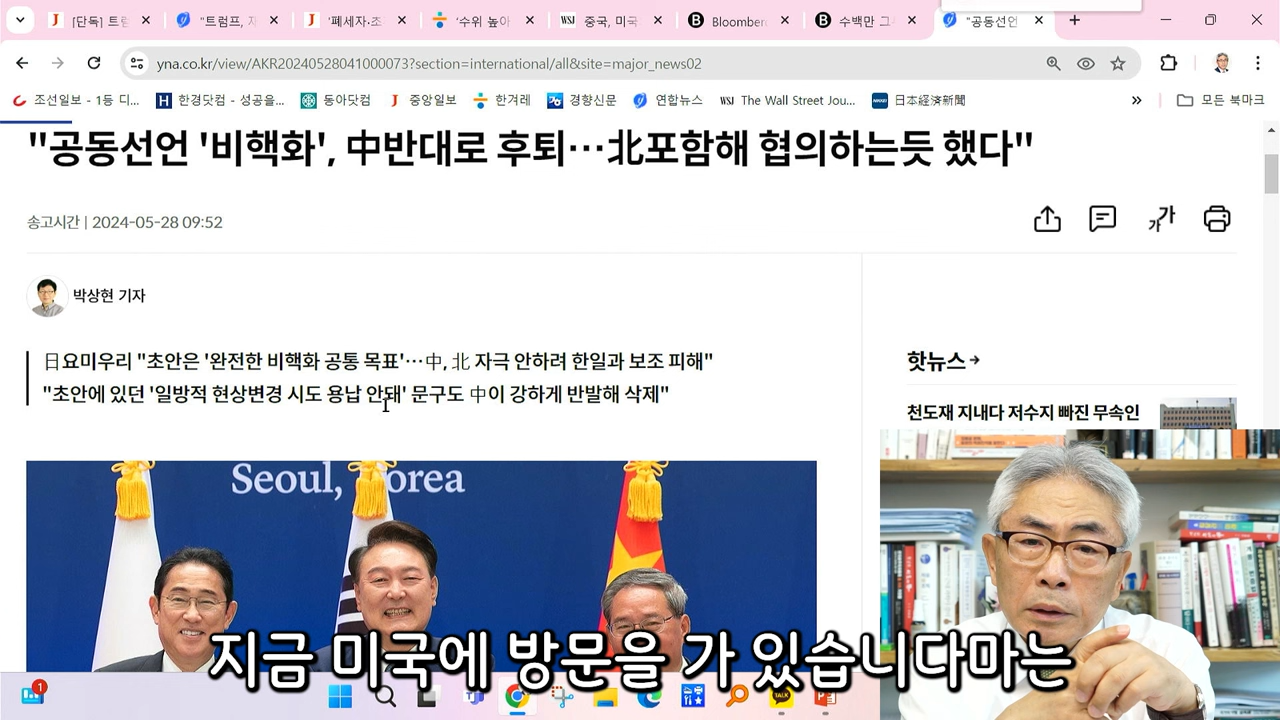 [단독] 트럼
"트럼프, 지
'폐세자·조
'수위 높아
WSJ 중국, 미국
Bloomber
수백만 그
"공동선언
yna.co.kr/view/AKR20240528041000073?section=international/all&site=major_news02
조선일보 - 1등 디...
한경닷컴 - 성공을...
동아닷컴
중앙일보
한겨레
경향신문
연합뉴스
WSJ The Wall Street Jou...
NIKKEI 日本経済新聞
모든 북마크
"공동선언 '비핵화', 中반대로 후퇴…北포함해 협의하는듯 했다"
송고시간 | 2024-05-28 09:52
가가
박상현 기자
日요미우리 "초안은 '완전한 비핵화 공통 목표'…中, 北 자극 안하려 한일과 보조 피해"
"초안에 있던 '일방적 현상변경 시도 용납 안돼' 문구도 中이 강하게 반발해 삭제"
핫뉴스
천도재 지내다 저수지 빠진 무속인
Seoul, Korea
지금 미국에 방문을 가 있습니다마는
1
TALK